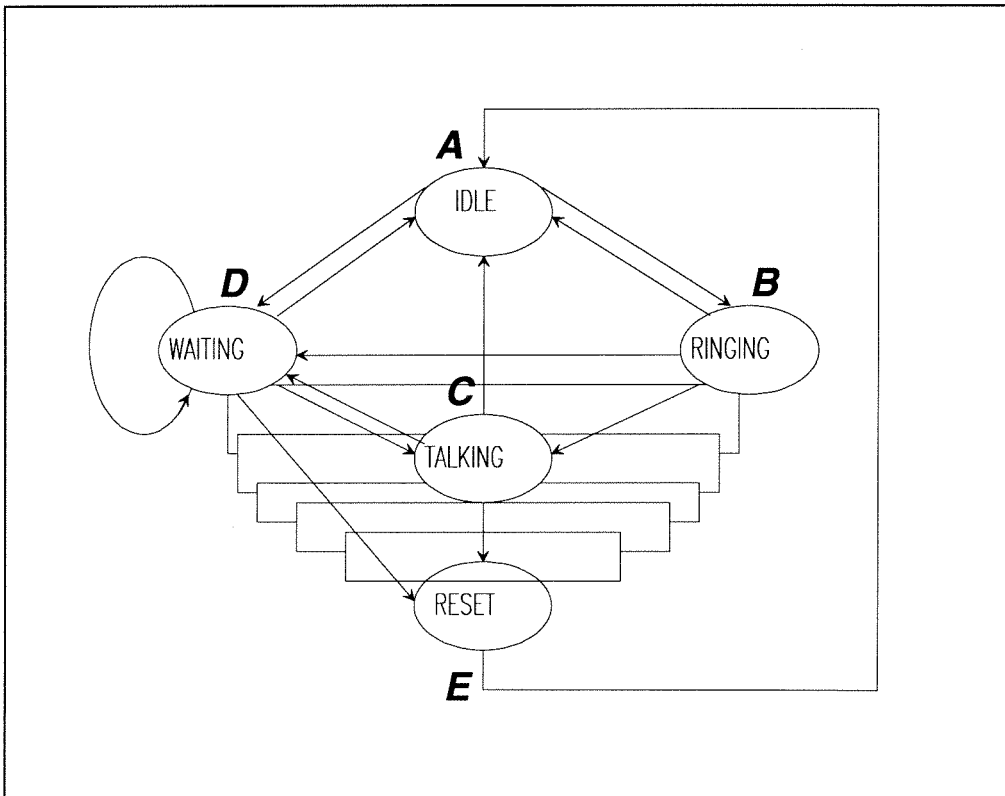 A
IDLE
D
B
WAITING
RINGING
C
TALKING
RESET
E